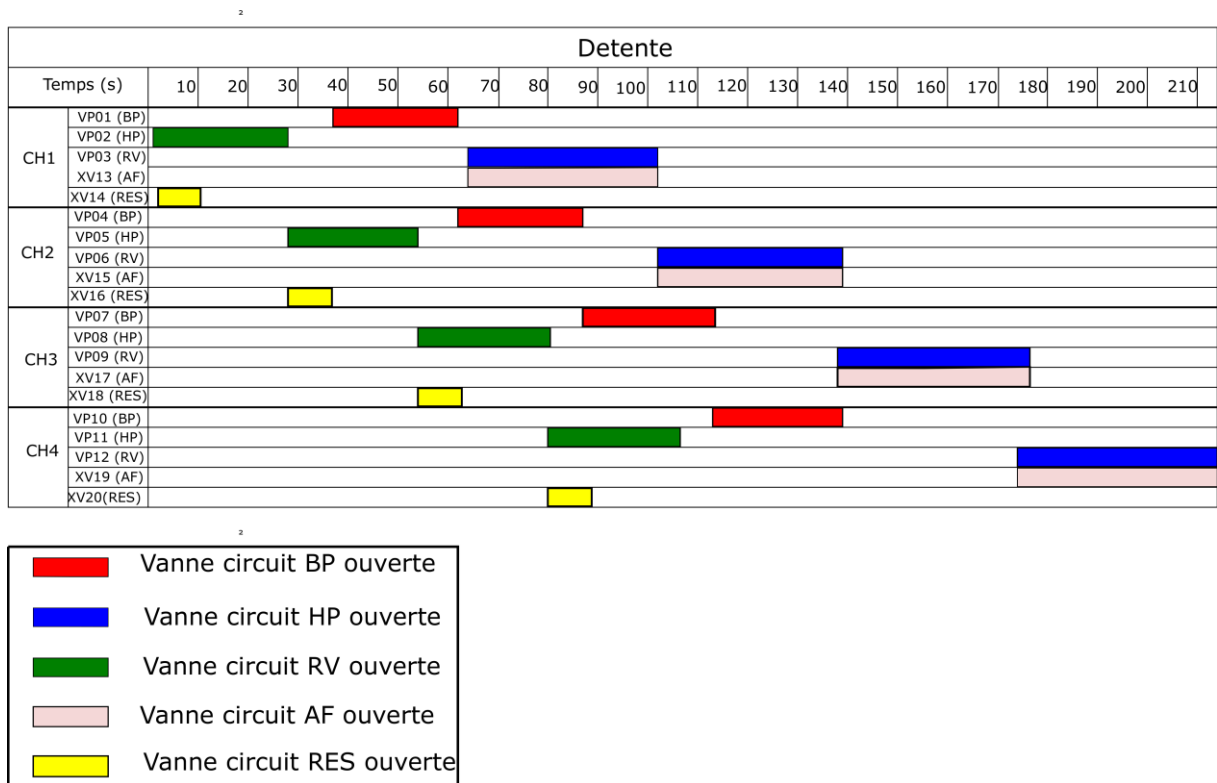 ²
Detente
Temps (s) 10 20 30 40 50 60 70 80 90 100 110 120 130 140 150 160 170 180 190 200 210
CH1
VP01 (BP)
VP02 (HP)
VP03 (RV)
XV13 (AF)
XV14 (RES)
CH2
VP04 (BP)
VP05 (HP)
VP06 (RV)
XV15 (AF)
XV16 (RES)
CH3
VP07 (BP)
VP08 (HP)
VP09 (RV)
XV17 (AF)
XV18 (RES)
CH4
VP10 (BP)
VP11 (HP)
VP12 (RV)
XV19 (AF)
XV20(RES)
²
Vanne circuit BP ouverte
Vanne circuit HP ouverte
Vanne circuit RV ouverte
Vanne circuit AF ouverte
Vanne circuit RES ouverte